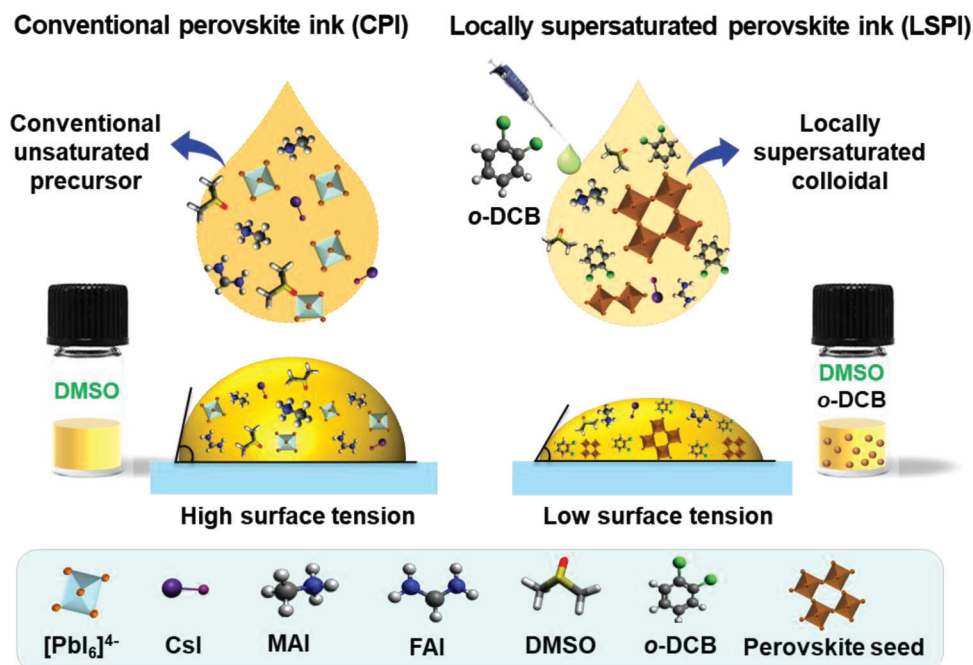 Conventional perovskite ink (CPI)
Locally supersaturated perovskite ink (LSPI)
Conventional
unsaturated
precursor
o-DCB
Locally
supersaturated
colloidal
DMSO
DMSO
o-DCB
High surface tension
Low surface tension
[PbI6]4-
CsI
MAI
FAI
DMSO
o-DCB
Perovskite seed